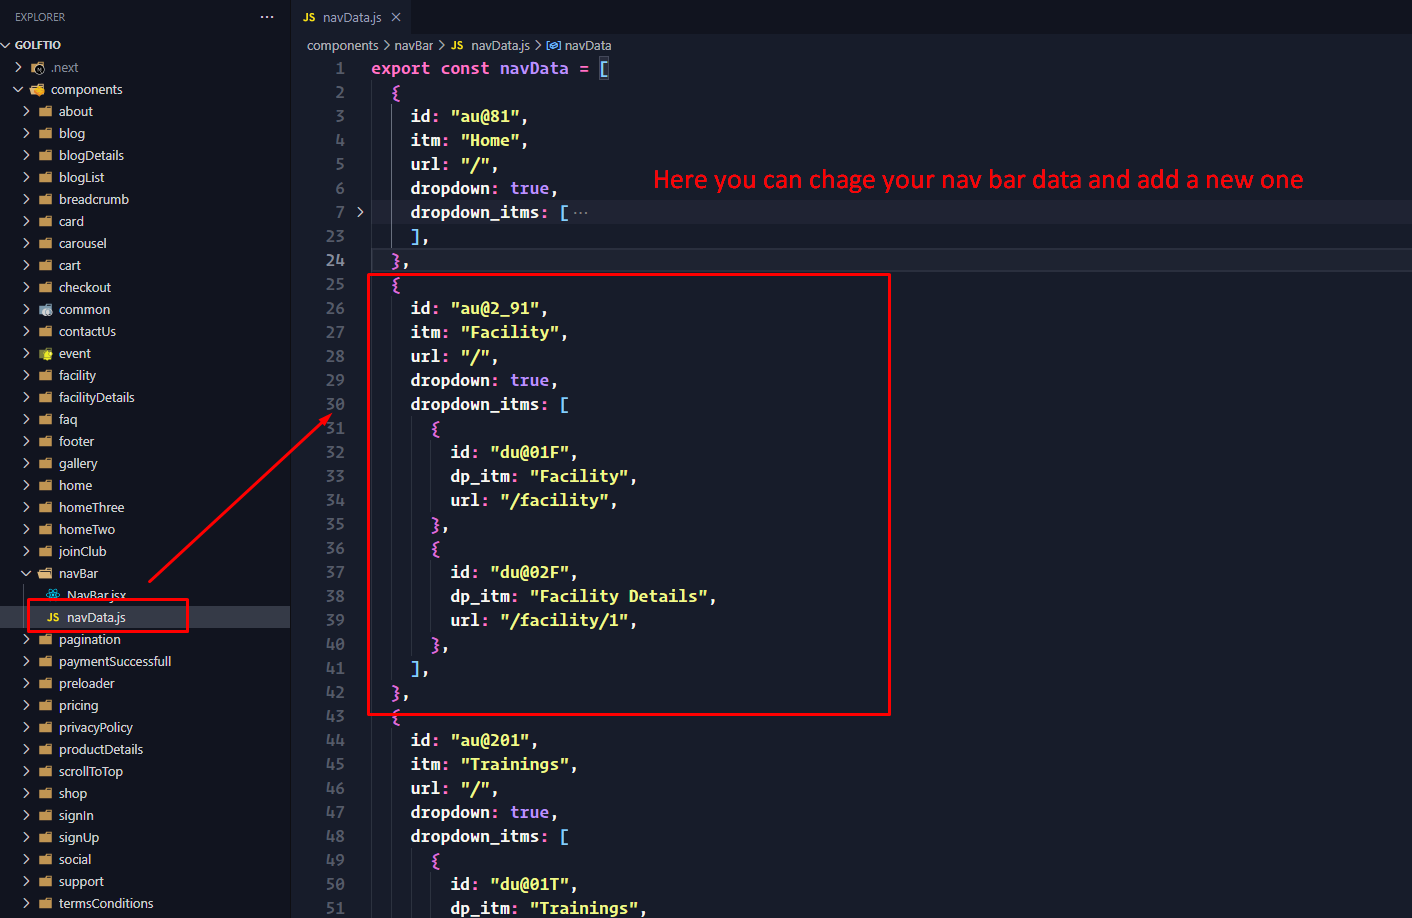 EXPLORER
GOLFTIO
.next
components
about
blog
blogDetails
blogList
breadcrumb
card
carousel
cart
checkout
common
contactUs
event
facility
facilityDetails
faq
footer
gallery
home
homeThree
homeTwo
joinClub
navBar
NavBar.jsx
JS navData.js
pagination
paymentSuccessfull
preloader
pricing
privacyPolicy
productDetails
scrollToTop
shop
signIn
signUp
social
support
termsConditions
JS navData.js
components > navBar > JS navData.js > navData
1 export const navData = [
2 {
3 id: "au@81",
4 itm: "Home",
5 url: "/",
6 dropdown: true,
7 dropdown_itms: [ ···
23 ],
24 },
25 {
26 id: "au@2_91",
27 itm: "Facility",
28 url: "/",
29 dropdown: true,
30 dropdown_itms: [
31 {
32 id: "du@01F",
33 dp_itm: "Facility",
34 url: "/facility",
35 },
36 {
37 id: "du@02F",
38 dp_itm: "Facility Details",
39 url: "/facility/1",
40 },
41 ],
42 },
43 {
44 id: "au@201",
45 itm: "Trainings",
46 url: "/",
47 dropdown: true,
48 dropdown_itms: [
49 {
50 id: "du@01T",
51 dp_itm: "Trainings",
Here you can chage your nav bar data and add a new one